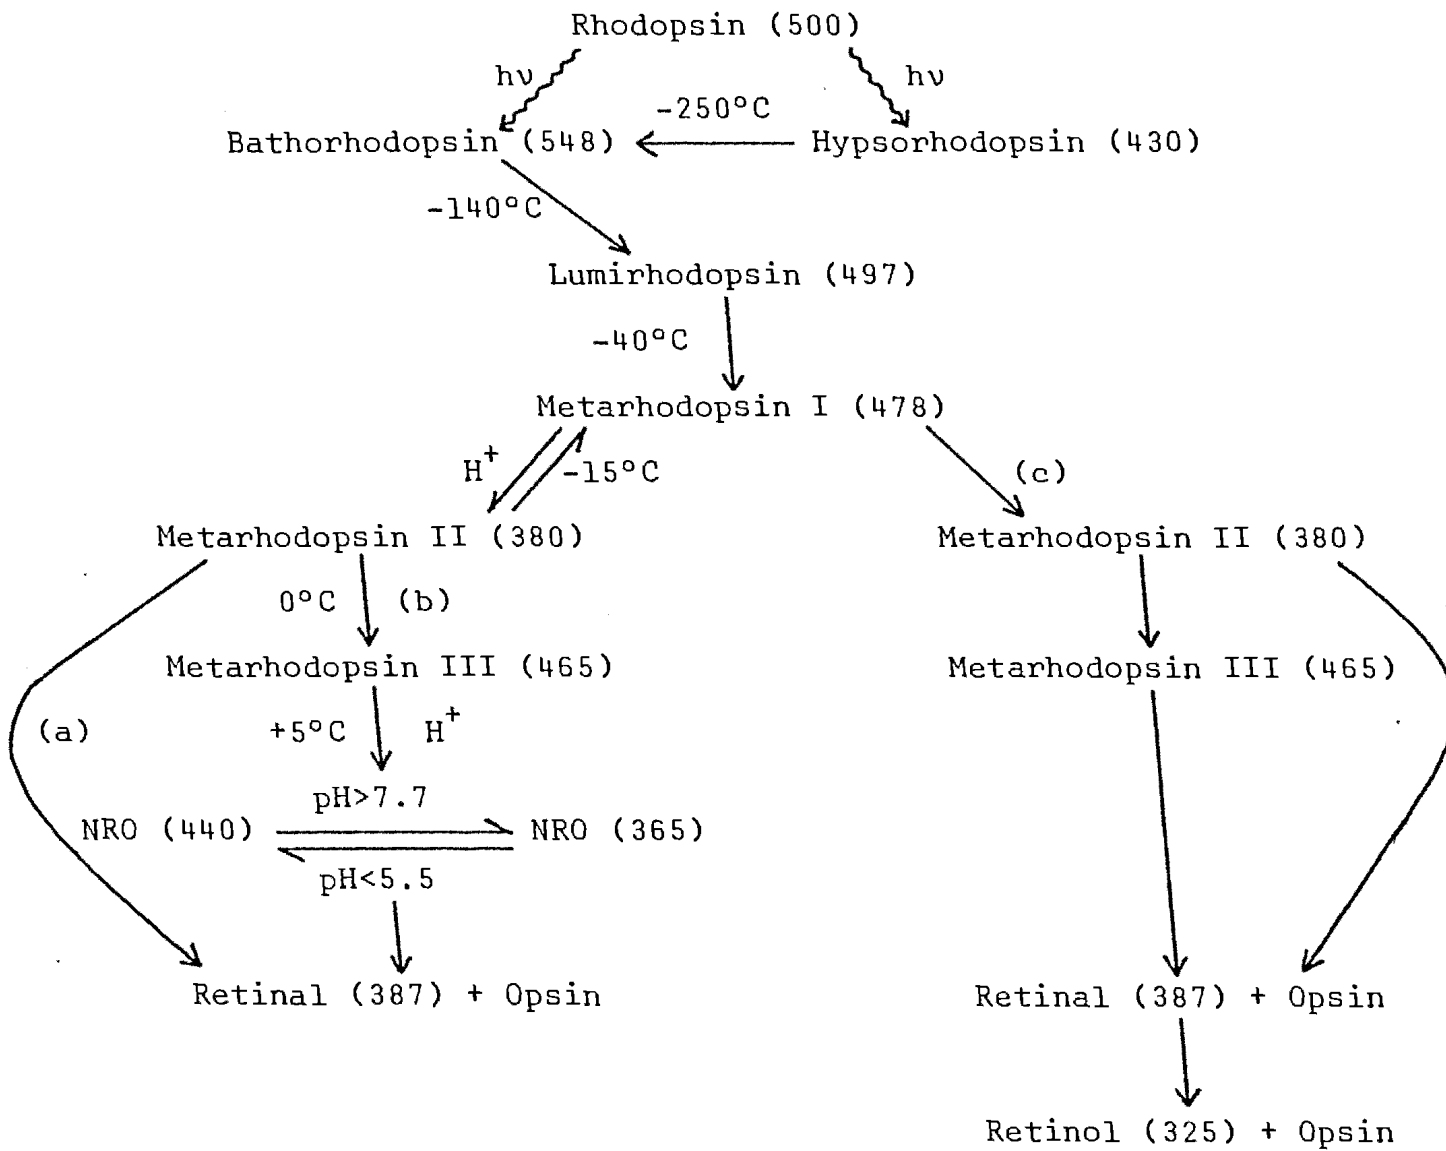 Rhodopsin (500)
hν hν
-250°C
Bathorhodopsin (548) Hypsorhodopsin (430)
-140°C
Lumirhodopsin (497)
-40°C
Metarhodopsin I (478)
H+ -15°C (c)
Metarhodopsin II (380) Metarhodopsin II (380)
0°C (b)
Metarhodopsin III (465) Metarhodopsin III (465)
(a) +5°C H+
pH>7.7
NRO (440) NRO (365)
pH<5.5
Retinal (387) + Opsin Retinal (387) + Opsin
Retinol (325) + Opsin